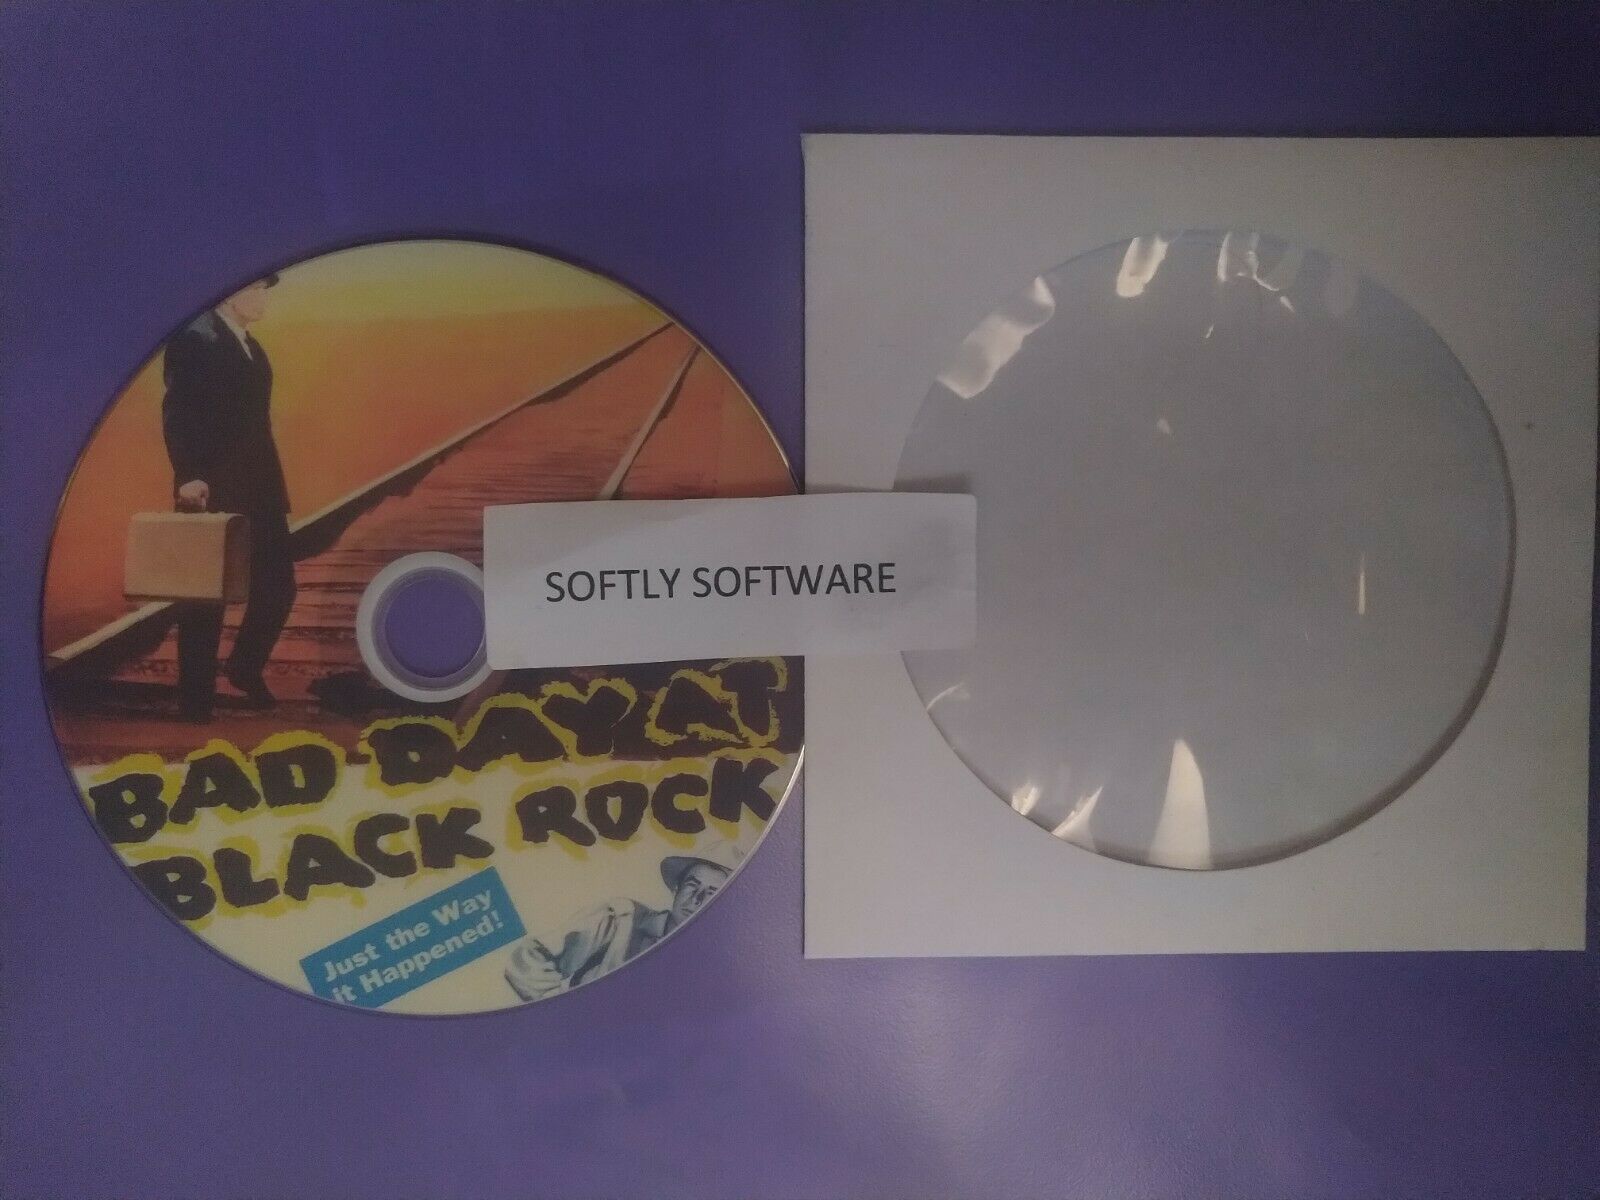 SOFTLY SOFTWARE
BAD DAY AT
BLACK ROCK
Just the Way
it Happened!